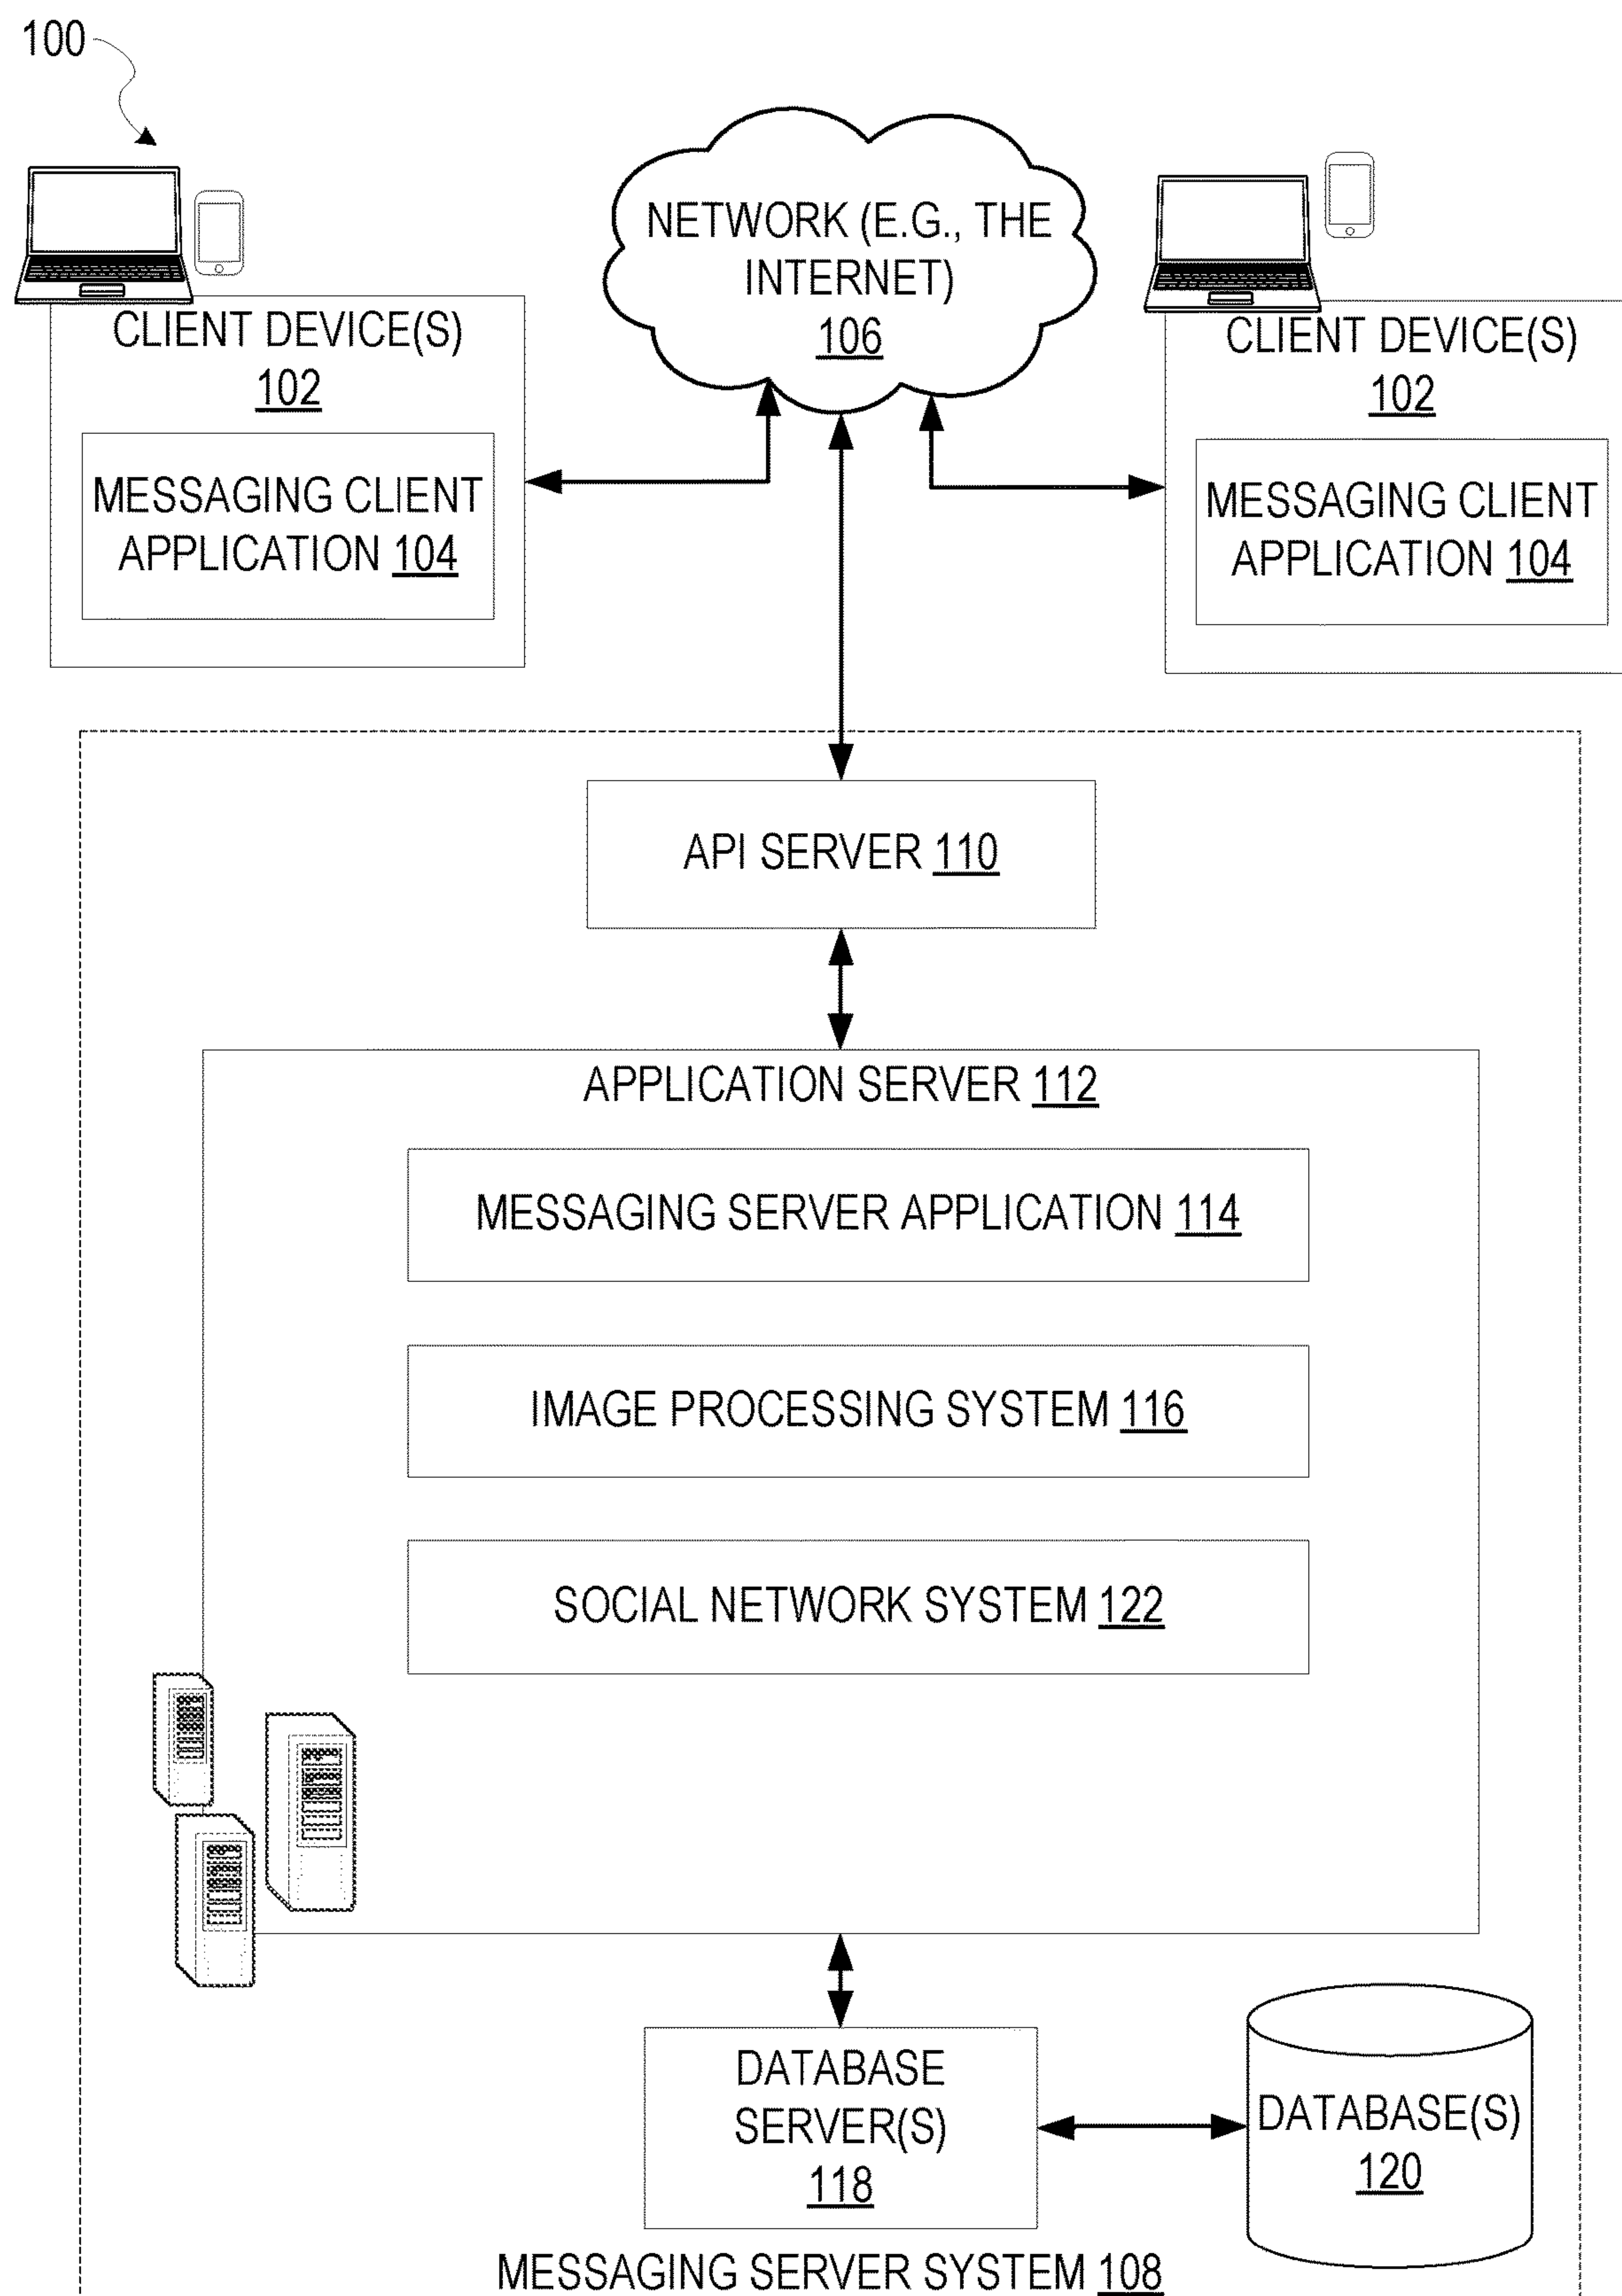 100
NETWORK (E.G., THE
INTERNET)
106
CLIENT DEVICE(S)
102
MESSAGING CLIENT
APPLICATION 104
CLIENT DEVICE(S)
102
MESSAGING CLIENT
APPLICATION 104
API SERVER 110
APPLICATION SERVER 112
MESSAGING SERVER APPLICATION 114
IMAGE PROCESSING SYSTEM 116
SOCIAL NETWORK SYSTEM 122
DATABASE
SERVER(S)
118
DATABASE(S)
120
MESSAGING SERVER SYSTEM 108